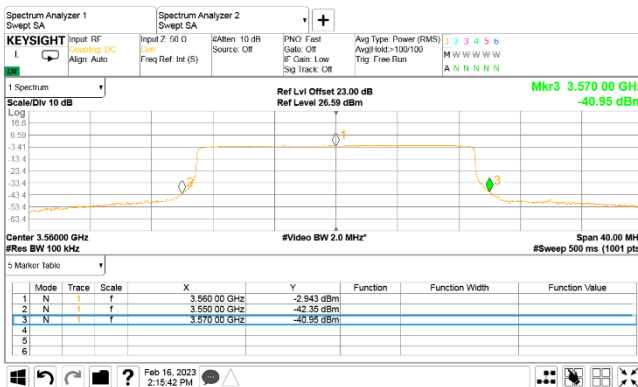 Spectrum Analyzer 1
Swept SA
Spectrum Analyzer 2
Swept SA
KEYSIGHT
L
Input: RF
Coupling: DC
Align: Auto
Input Z: 50 Ω
Corr
Freq Ref: Int (S)
#Atten: 10 dB
Source: Off
PNO: Fast
Gate: Off
IF Gain: Low
Sig Track: Off
Avg Type: Power (RMS)
Avg|Hold:>100/100
Trig: Free Run
1 2 3 4 5 6
M W W W W W
A N N N N N
1 Spectrum
Scale/Div 10 dB
Ref Lvl Offset 23.00 dB
Ref Level 26.59 dBm
Mkr3 3.570 00 GHz
-40.95 dBm
Log
16.6
6.59
-3.41
-13.4
-23.4
-33.4
-43.4
-53.4
-63.4
1
2
3
Center 3.56000 GHz
#Res BW 100 kHz
#Video BW 2.0 MHz*
Span 40.00 MH
#Sweep 500 ms (1001 pts
5 Marker Table
Mode Trace Scale X Y Function Function Width Function Value
1 N 1 f 3.560 00 GHz -2.943 dBm
2 N 1 f 3.550 00 GHz -42.35 dBm
3 N 1 f 3.570 00 GHz -40.95 dBm
4
5
6
?
Feb 16, 2023
2:15:42 PM